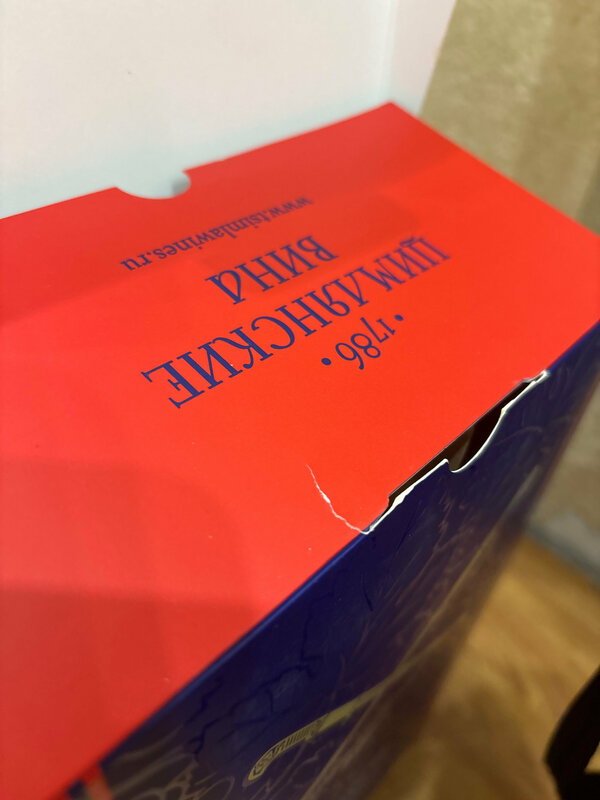 • 1786 •
ЦИМЛЯНСКИЕ
ВИНА
www.tsimlawines.ru